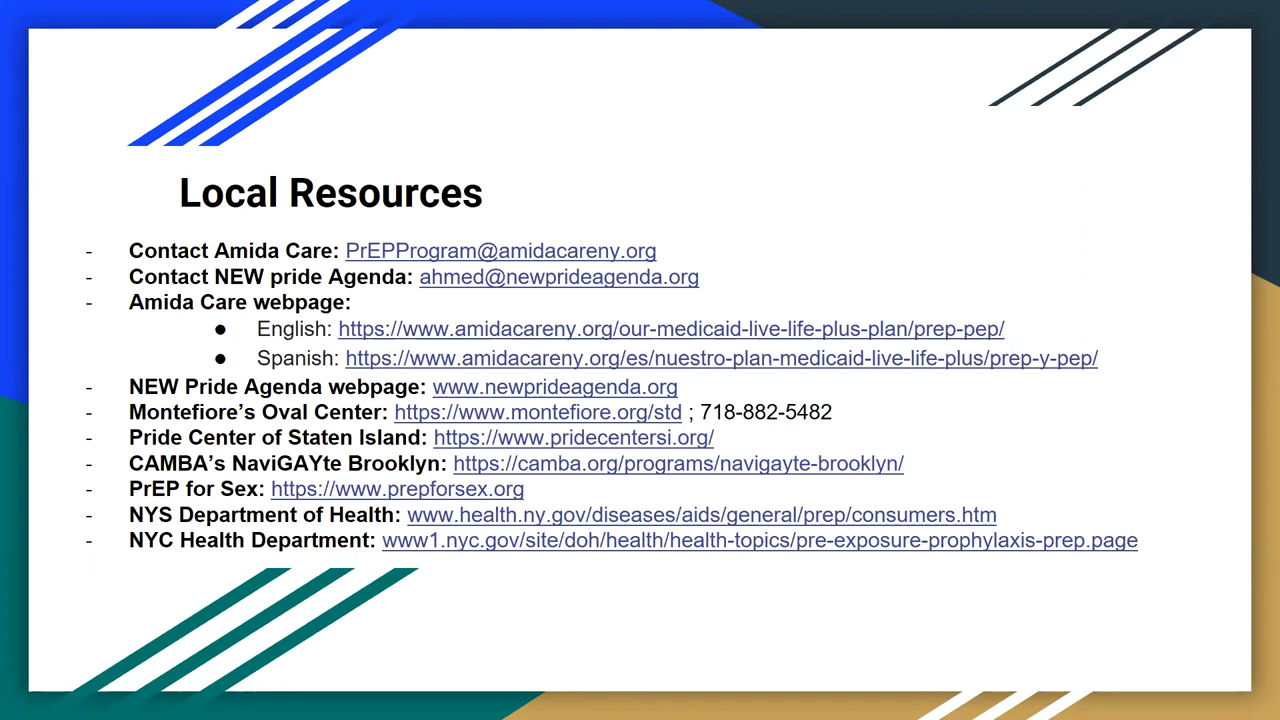 Local Resources
- Contact Amida Care: PrEPProgram@amidacareny.org
- Contact NEW pride Agenda: ahmed@newprideagenda.org
- Amida Care webpage:
● English: https://www.amidacareny.org/our-medicaid-live-life-plus-plan/prep-pep/
● Spanish: https://www.amidacareny.org/es/nuestro-plan-medicaid-live-life-plus/prep-y-pep/
- NEW Pride Agenda webpage: www.newprideagenda.org
- Montefiore’s Oval Center: https://www.montefiore.org/std ; 718-882-5482
- Pride Center of Staten Island: https://www.pridecentersi.org/
- CAMBA’s NaviGAYte Brooklyn: https://camba.org/programs/navigayte-brooklyn/
- PrEP for Sex: https://www.prepforsex.org
- NYS Department of Health: www.health.ny.gov/diseases/aids/general/prep/consumers.htm
- NYC Health Department: www1.nyc.gov/site/doh/health/health-topics/pre-exposure-prophylaxis-prep.page